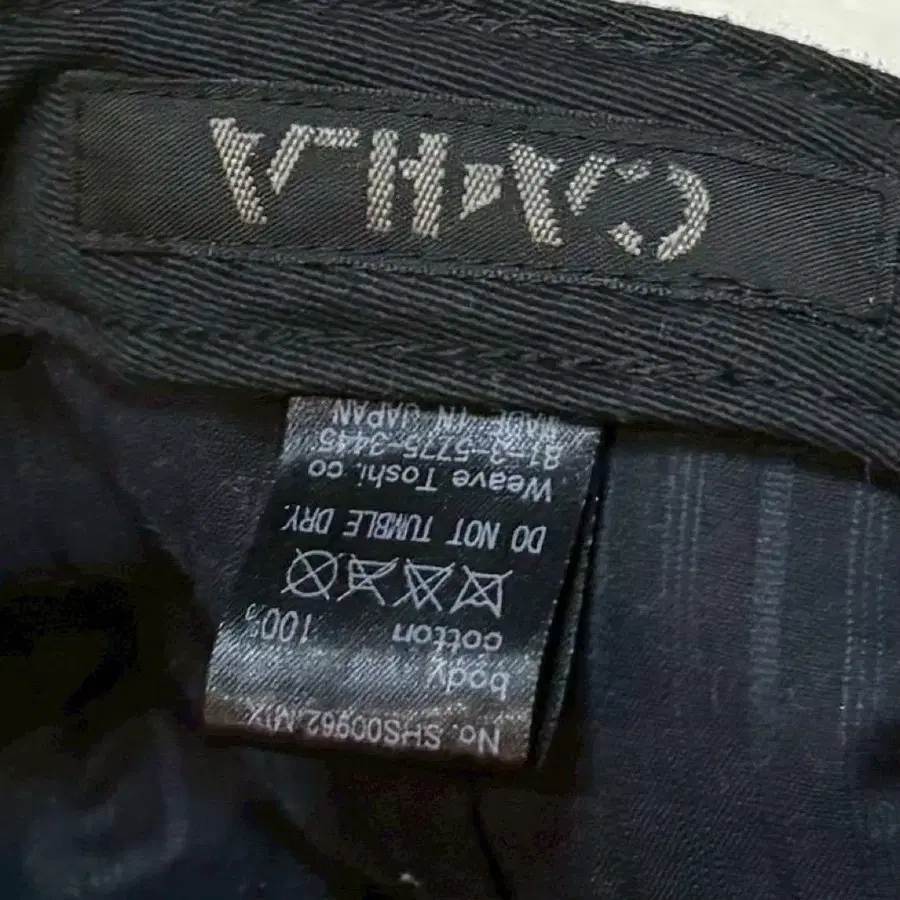 No. SHS00962 MIX
body
cotton 100%
DO NOT TUMBLE DRY.
Weave Toshi. co
81-3-5775-3445
MADE IN JAPAN
CA4LA